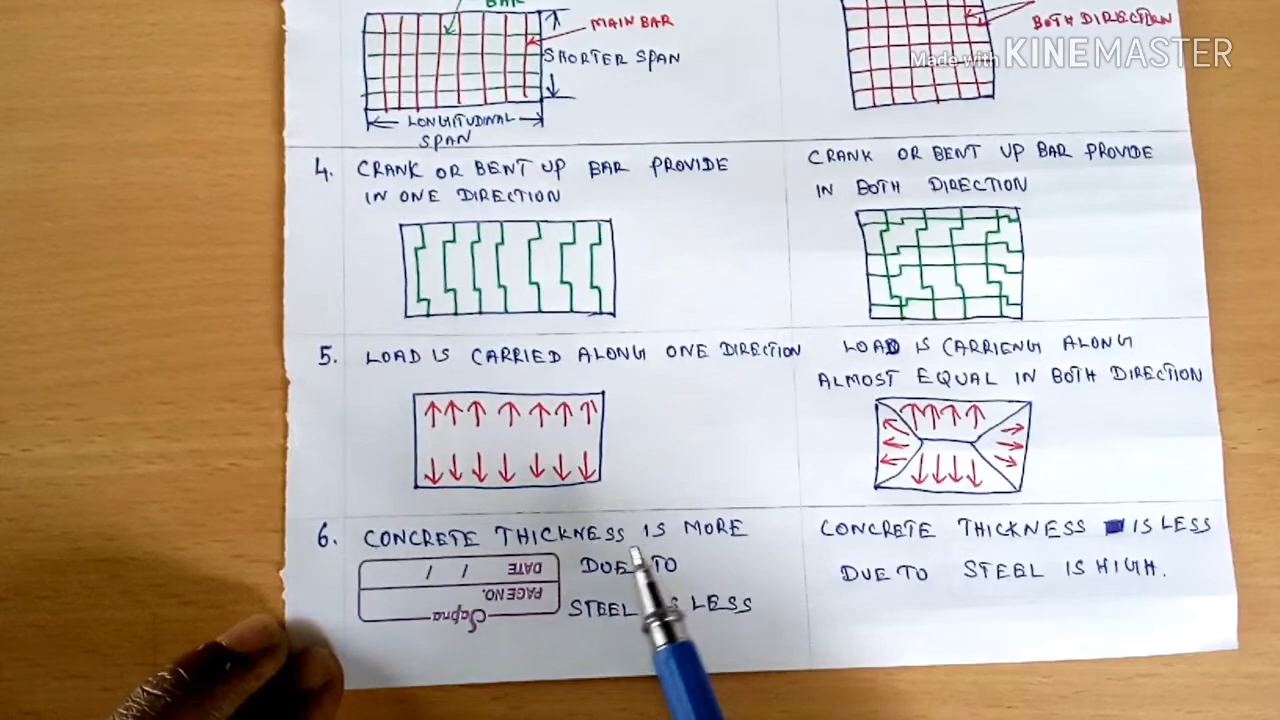 BAR
MAIN BAR
SHORTER SPAN
LONGITUDINAL
SPAN
BOTH DIRECTION
Made with KINEMASTER
4. CRANK OR BENT UP BAR PROVIDE
IN ONE DIRECTION
CRANK OR BENT UP BAR PROVIDE
IN BOTH DIRECTION
5. LOAD IS CARRIED ALONG ONE DIRECTION
LOAD IS CARRIENG ALONG
ALMOST EQUAL IN BOTH DIRECTION
6. CONCRETE THICKNESS IS MORE
DUE TO
STEEL IS LESS
CONCRETE THICKNESS IS LESS
DUE TO STEEL IS HIGH.
Sapna
PAGE NO.
DATE / /